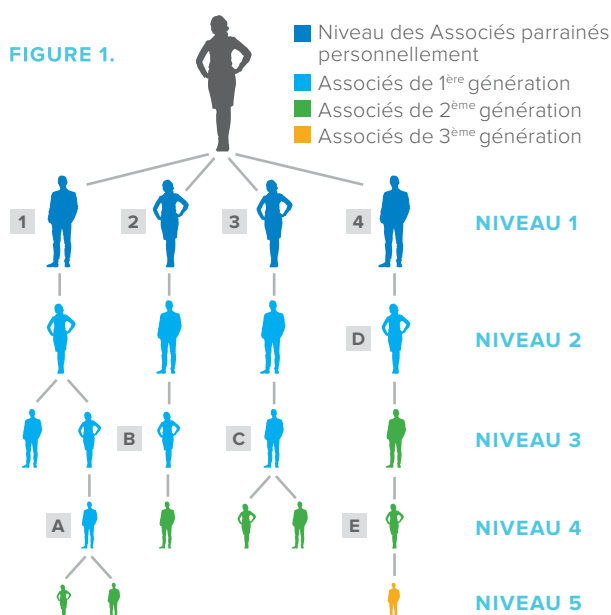 FIGURE 1.
Niveau des Associés parrainés
personnellement
Associés de 1ère génération
Associés de 2ème génération
Associés de 3ème génération
1 2 3 4 NIVEAU 1
D NIVEAU 2
B C NIVEAU 3
A E NIVEAU 4
NIVEAU 5